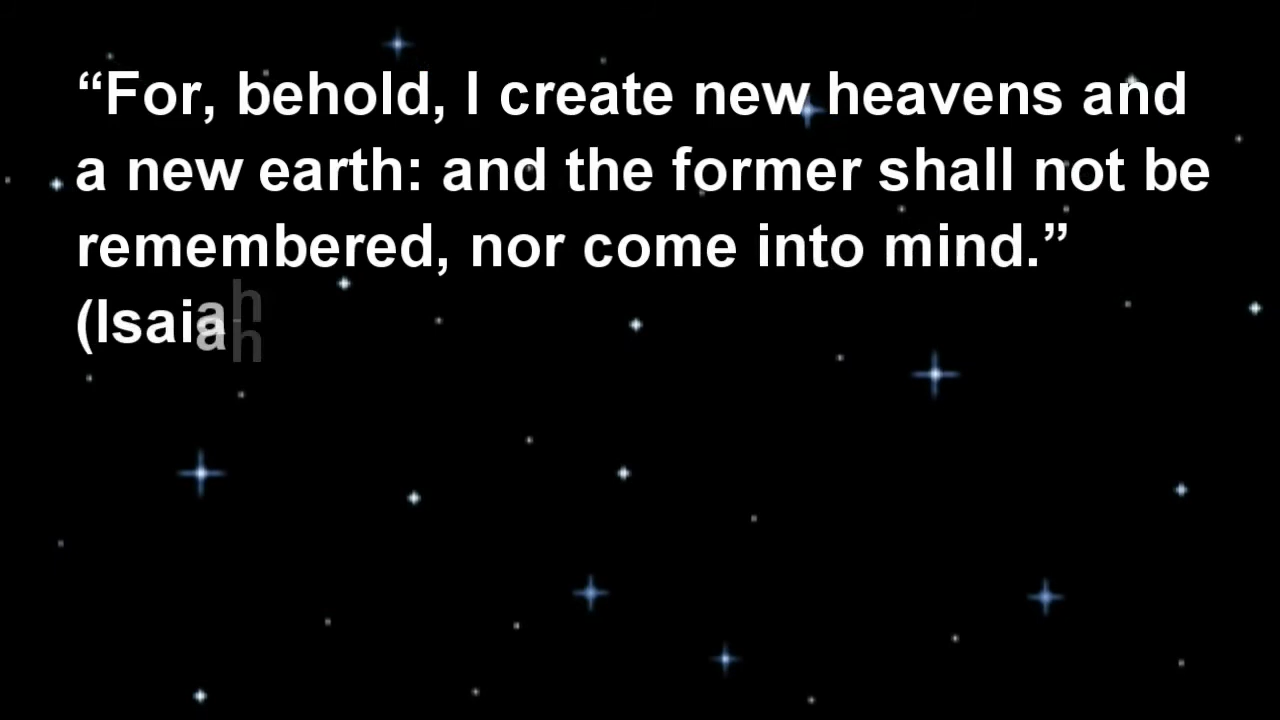 “For, behold, I create new heavens and
a new earth: and the former shall not be
remembered, nor come into mind.”
(Isaiah